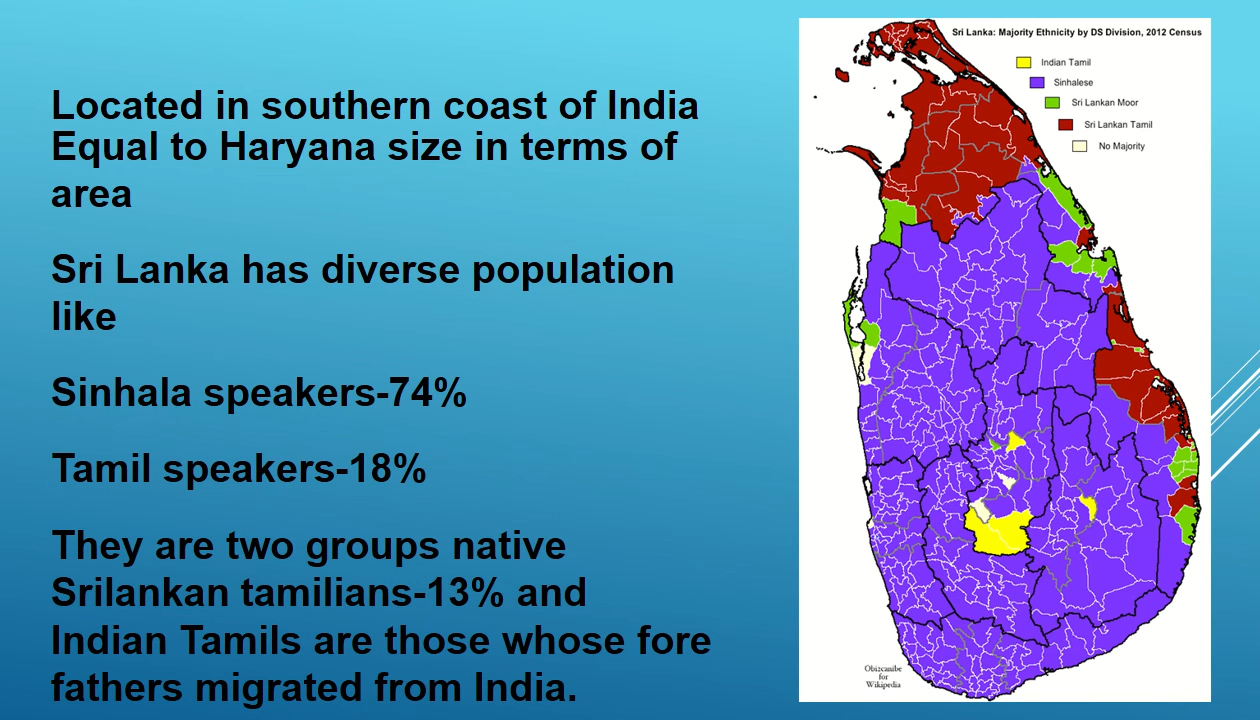 Located in southern coast of India
Equal to Haryana size in terms of
area
Sri Lanka has diverse population
like
Sinhala speakers-74%
Tamil speakers-18%
They are two groups native
Srilankan tamilians-13% and
Indian Tamils are those whose fore
fathers migrated from India.
Sri Lanka: Majority Ethnicity by DS Division, 2012 Census
Indian Tamil
Sinhalese
Sri Lankan Moor
Sri Lankan Tamil
No Majority
Obizcanibe
for
Wikipedia